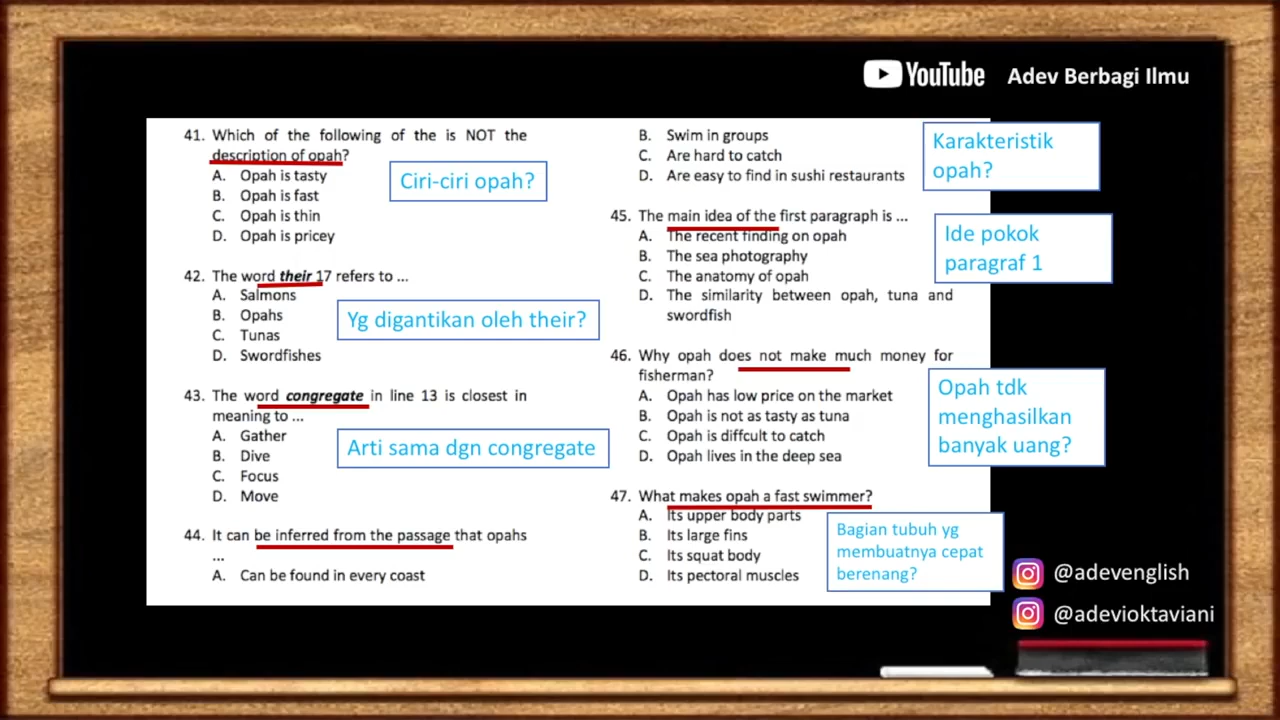 YouTube Adev Berbagi Ilmu
41. Which of the following of the is NOT the
description of opah?
A. Opah is tasty
B. Opah is fast
C. Opah is thin
D. Opah is pricey
Ciri-ciri opah?
42. The word their 17 refers to ...
A. Salmons
B. Opahs
C. Tunas
D. Swordfishes
Yg digantikan oleh their?
43. The word congregate in line 13 is closest in
meaning to ...
A. Gather
B. Dive
C. Focus
D. Move
Arti sama dgn congregate
44. It can be inferred from the passage that opahs
...
A. Can be found in every coast
B. Swim in groups
C. Are hard to catch
D. Are easy to find in sushi restaurants
Karakteristik
opah?
45. The main idea of the first paragraph is ...
A. The recent finding on opah
B. The sea photography
C. The anatomy of opah
D. The similarity between opah, tuna and
swordfish
Ide pokok
paragraf 1
46. Why opah does not make much money for
fisherman?
A. Opah has low price on the market
B. Opah is not as tasty as tuna
C. Opah is diffcult to catch
D. Opah lives in the deep sea
Opah tdk
menghasilkan
banyak uang?
47. What makes opah a fast swimmer?
A. Its upper body parts
B. Its large fins
C. Its squat body
D. Its pectoral muscles
Bagian tubuh yg
membuatnya cepat
berenang?
@adevenglish
@adevioktaviani